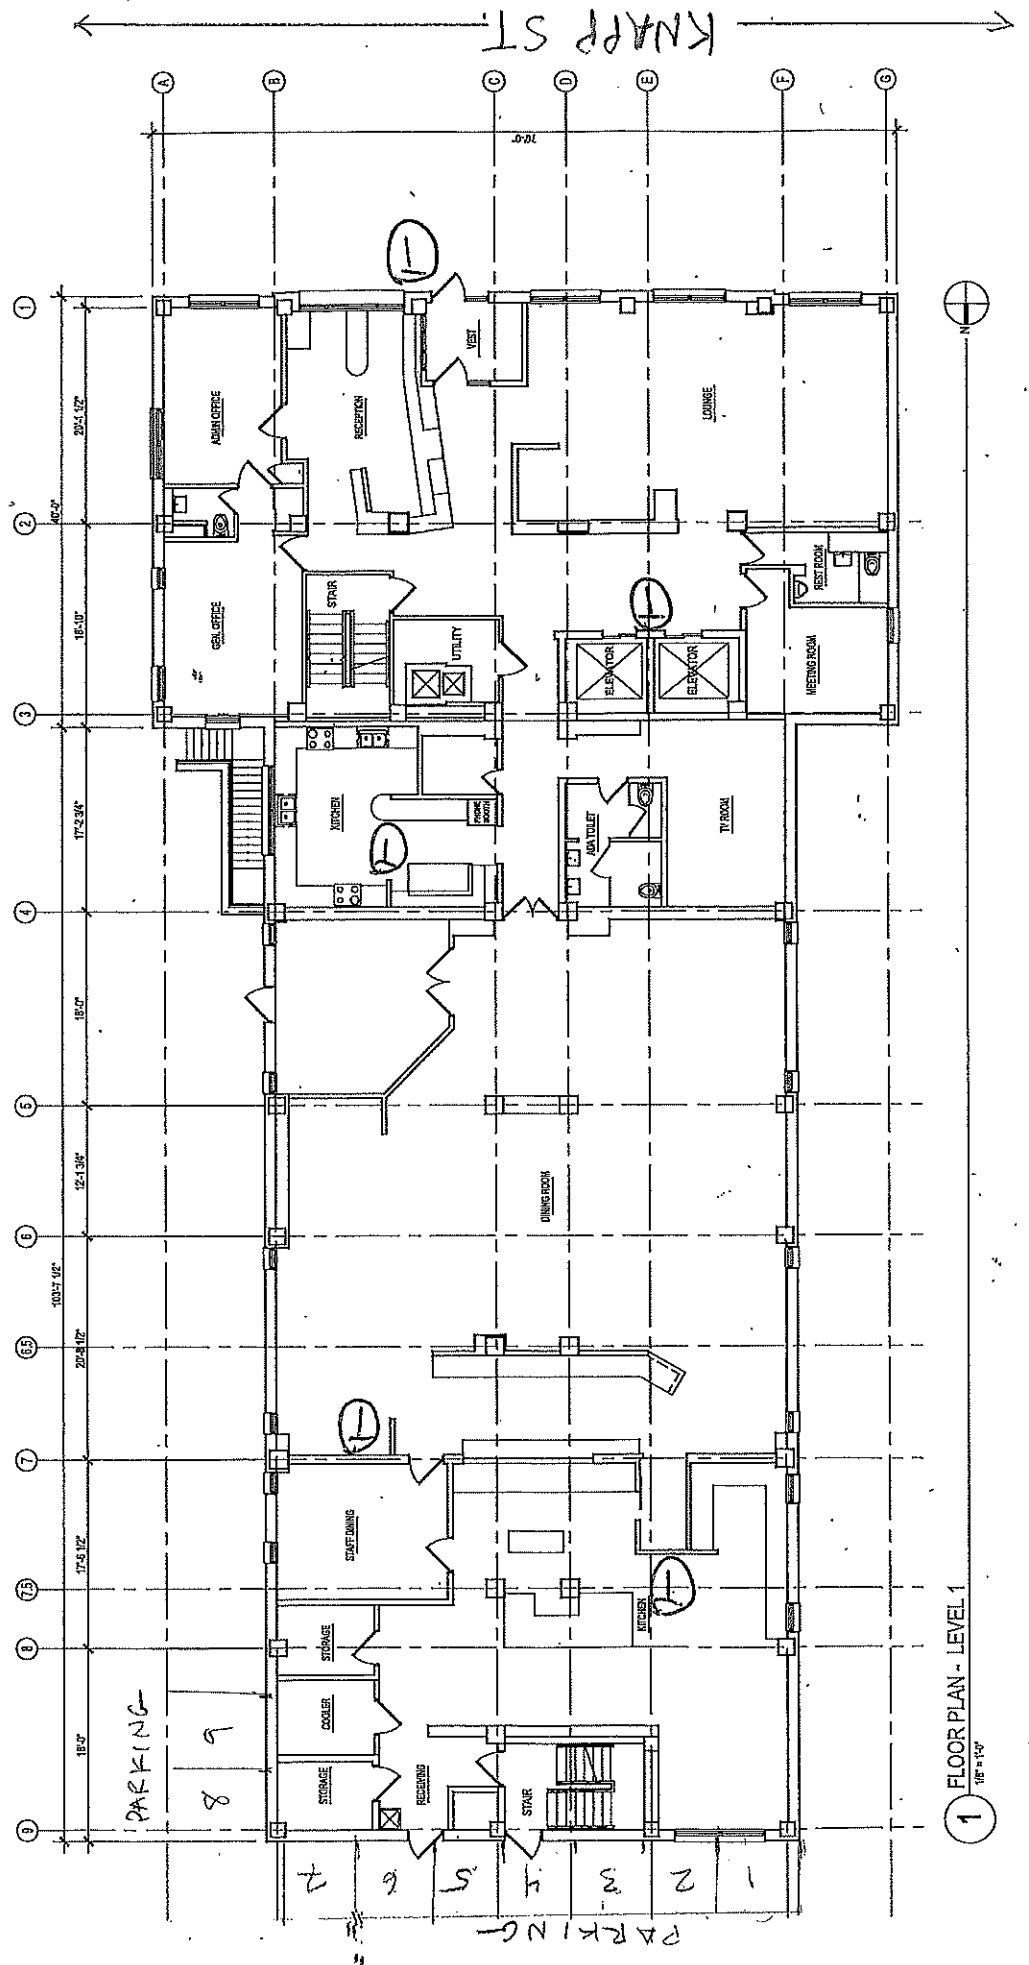 KNAPP ST.
A
B
C
D
E
F
G
70'-0"
1
2
3
4
5
6
6.5
7
7.5
8
9
40'-0"
103'-7 1/2"
20'-4 1/2"
18'-10"
17'-2 3/4"
18'-0"
12'-1 3/4"
20'-8 1/2"
17'-6 1/2"
18'-0"
ADMIN OFFICE
RECEPTION
VEST
LOUNGE
GEN. OFFICE
STAIR
UTILITY
ELEVATOR
ELEVATOR
REST ROOM
MEETING ROOM
KITCHEN
PHONE BOOTH
ADA TOILET
TV ROOM
DINING ROOM
STAFF DINING
KITCHEN
STORAGE
COOLER
STORAGE
RECEIVING
STAIR
T
T
T
T
T
PARKING
8 9
PARKING
1 2 3 4 5 6 7
N
1 FLOOR PLAN - LEVEL 1
1/8" = 1'-0"